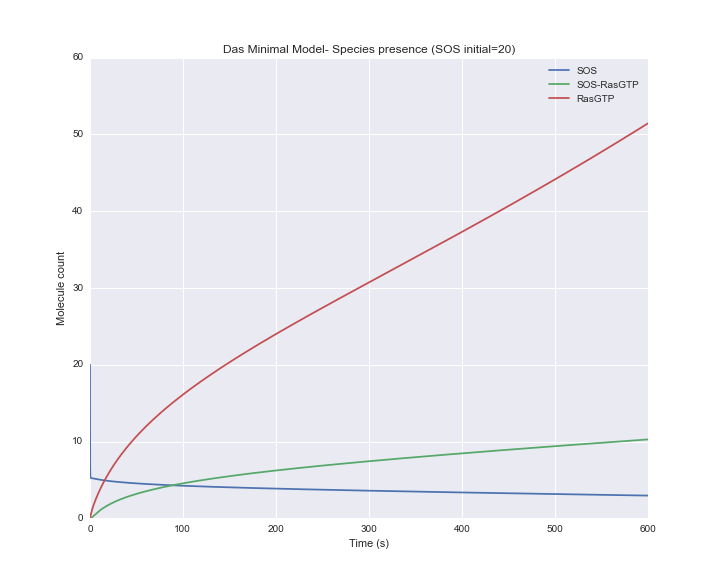 Das Minimal Model- Species presence (SOS initial=20)
60
50
40
30
20
10
0
Molecule count
SOS
SOS-RasGTP
RasGTP
0 100 200 300 400 500 600
Time (s)